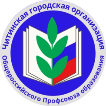 Читинская городская организация
Общероссийского Профсоюза образования